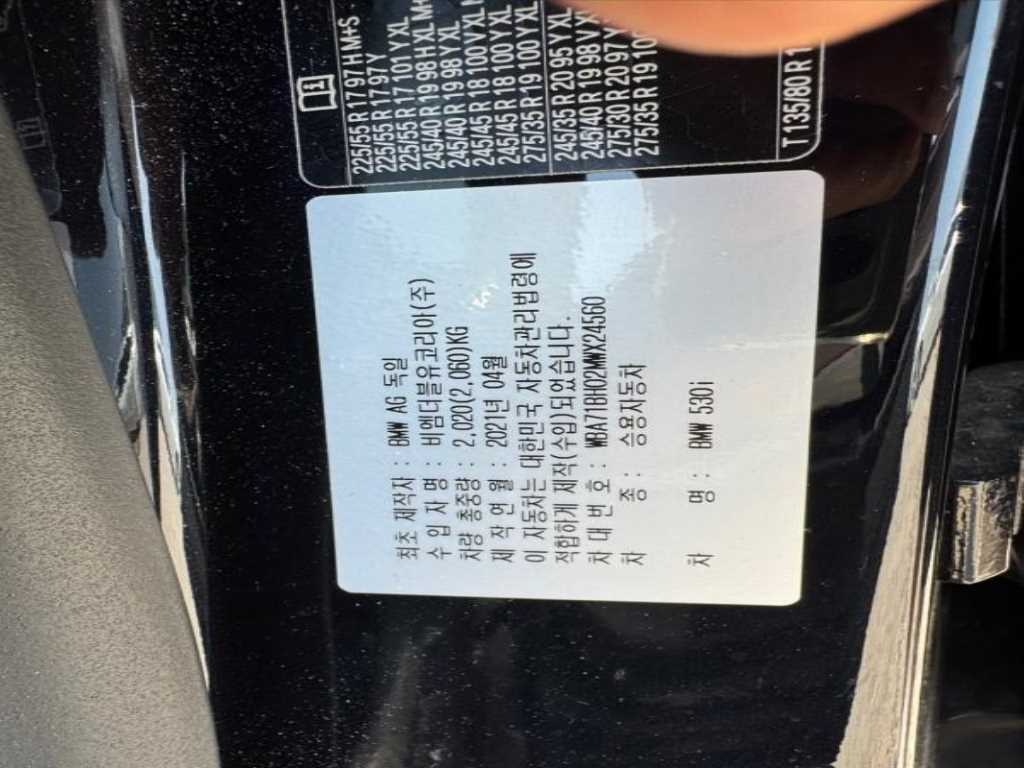 225/55 R 17 97 H M+S
225/55 R 17 97 Y
225/55 R 17 101 Y XL
245/40 R 19 98 H XL M+
245/40 R 19 98 Y XL
245/45 R 18 100 V XL
245/45 R 18 100 Y XL
275/35 R 19 100 Y XL
245/35 R 20 95 Y XL
245/40 R 19 98 Y
275/30 R 20 97 Y
275/35 R 19 100
T 135/80 R 1
최초 제작자 : BMW AG 독일
수 입 자 명 : 비엠더블유코리아(주)
차량 총중량 : 2,020(2,060)KG
제 작 연 월 : 2021년 04월
이 자동차는 대한민국 자동차관리법령에
적합하게 제작(수입)되었습니다.
차 대 번 호 : WBA71BH02MWX24560
차 종 : 승용자동차
차 명 : BMW 530i